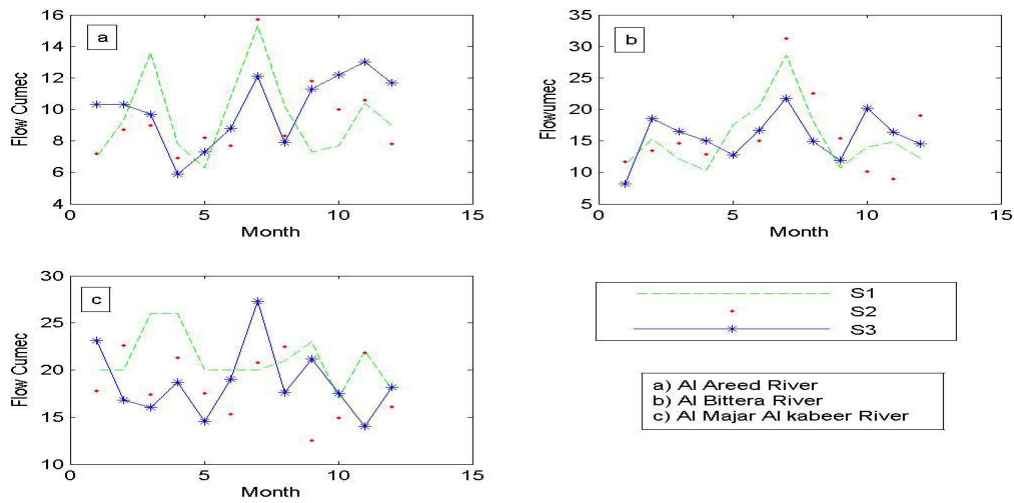 16
14
12
10
8
6
4
0
5
10
15
Flow Cumec
Month
a
35
30
25
20
15
10
5
0
5
10
15
Flowumec
Month
b
30
25
20
15
10
0
5
10
15
Flow Cumec
Month
c
S1
S2
S3
a) Al Areed River
b) Al Bittera River
c) Al Majar Al kabeer River